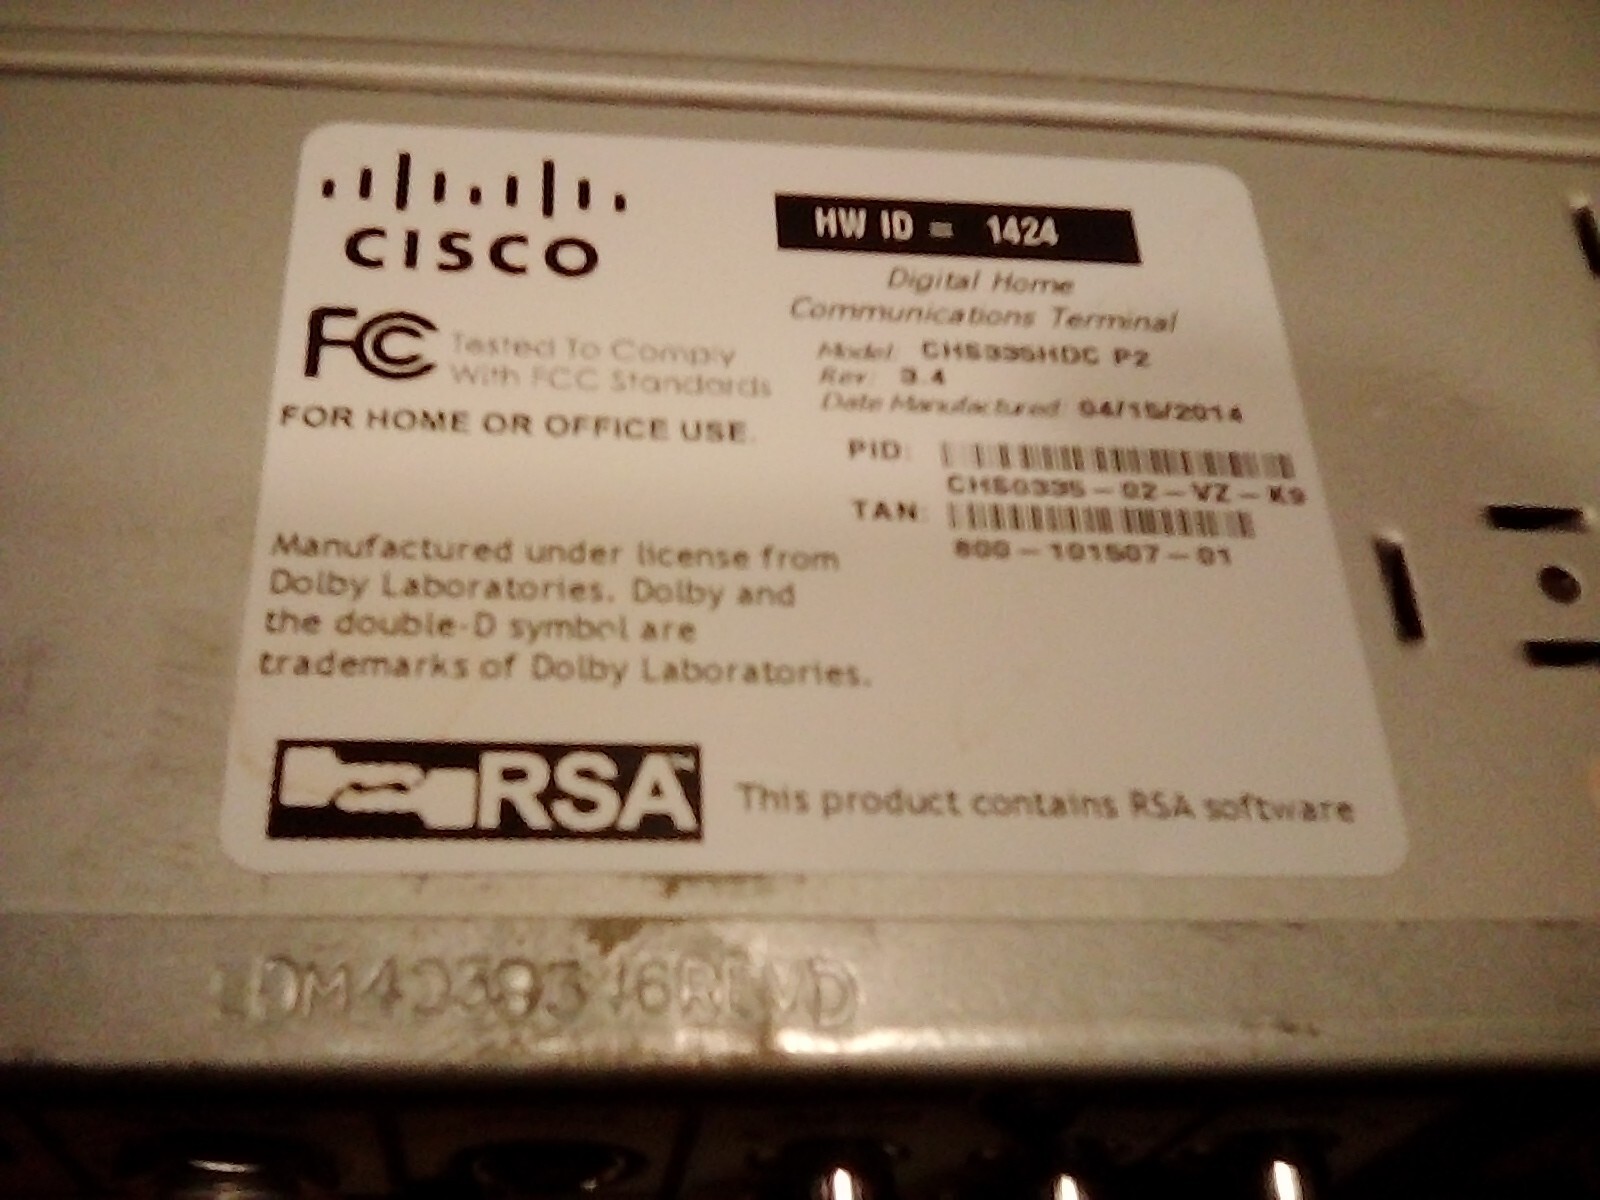 CISCO
HW ID = 1424
Digital Home
Communications Terminal
FC Tested To Comply
With FCC Standards
FOR HOME OR OFFICE USE.
Model: CHS335HDC P2
Rev: 3.4
Date Manufactured: 04/15/2014
PID:
CHS0335-02-VZ-K9
TAN:
800-101507-01
Manufactured under license from
Dolby Laboratories. Dolby and
the double-D symbol are
trademarks of Dolby Laboratories.
RSA™
This product contains RSA software